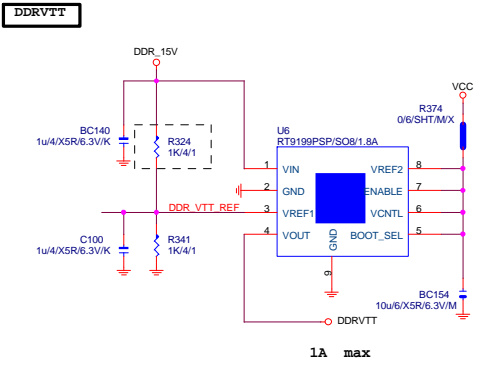 DDRVTT
DDR_15V
VCC
R374
0/6/SHT/M/X
BC140
1u/4/X5R/6.3V/K
R324
1K/4/1
U6
RT9199PSP/SO8/1.8A
1 VIN VREF2 8
2 GND ENABLE 7
DDR_VTT_REF 3 VREF1 VCNTL 6
4 VOUT GND BOOT_SEL 5
9
C100
1u/4/X5R/6.3V/K
R341
1K/4/1
BC154
10u/6/X5R/6.3V/M
DDRVTT
1A max